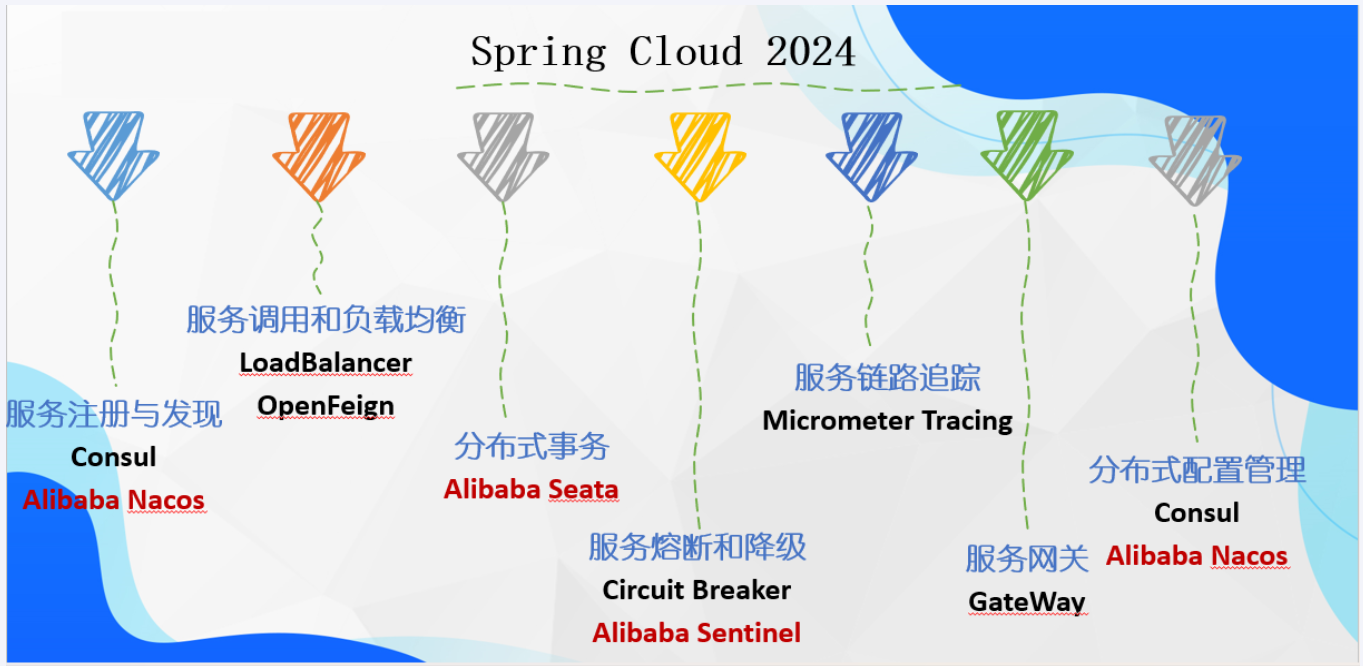 Spring Cloud 2024
服务注册与发现
Consul
Alibaba Nacos
服务调用和负载均衡
LoadBalancer
OpenFeign
分布式事务
Alibaba Seata
服务熔断和降级
Circuit Breaker
Alibaba Sentinel
服务链路追踪
Micrometer Tracing
服务网关
GateWay
分布式配置管理
Consul
Alibaba Nacos